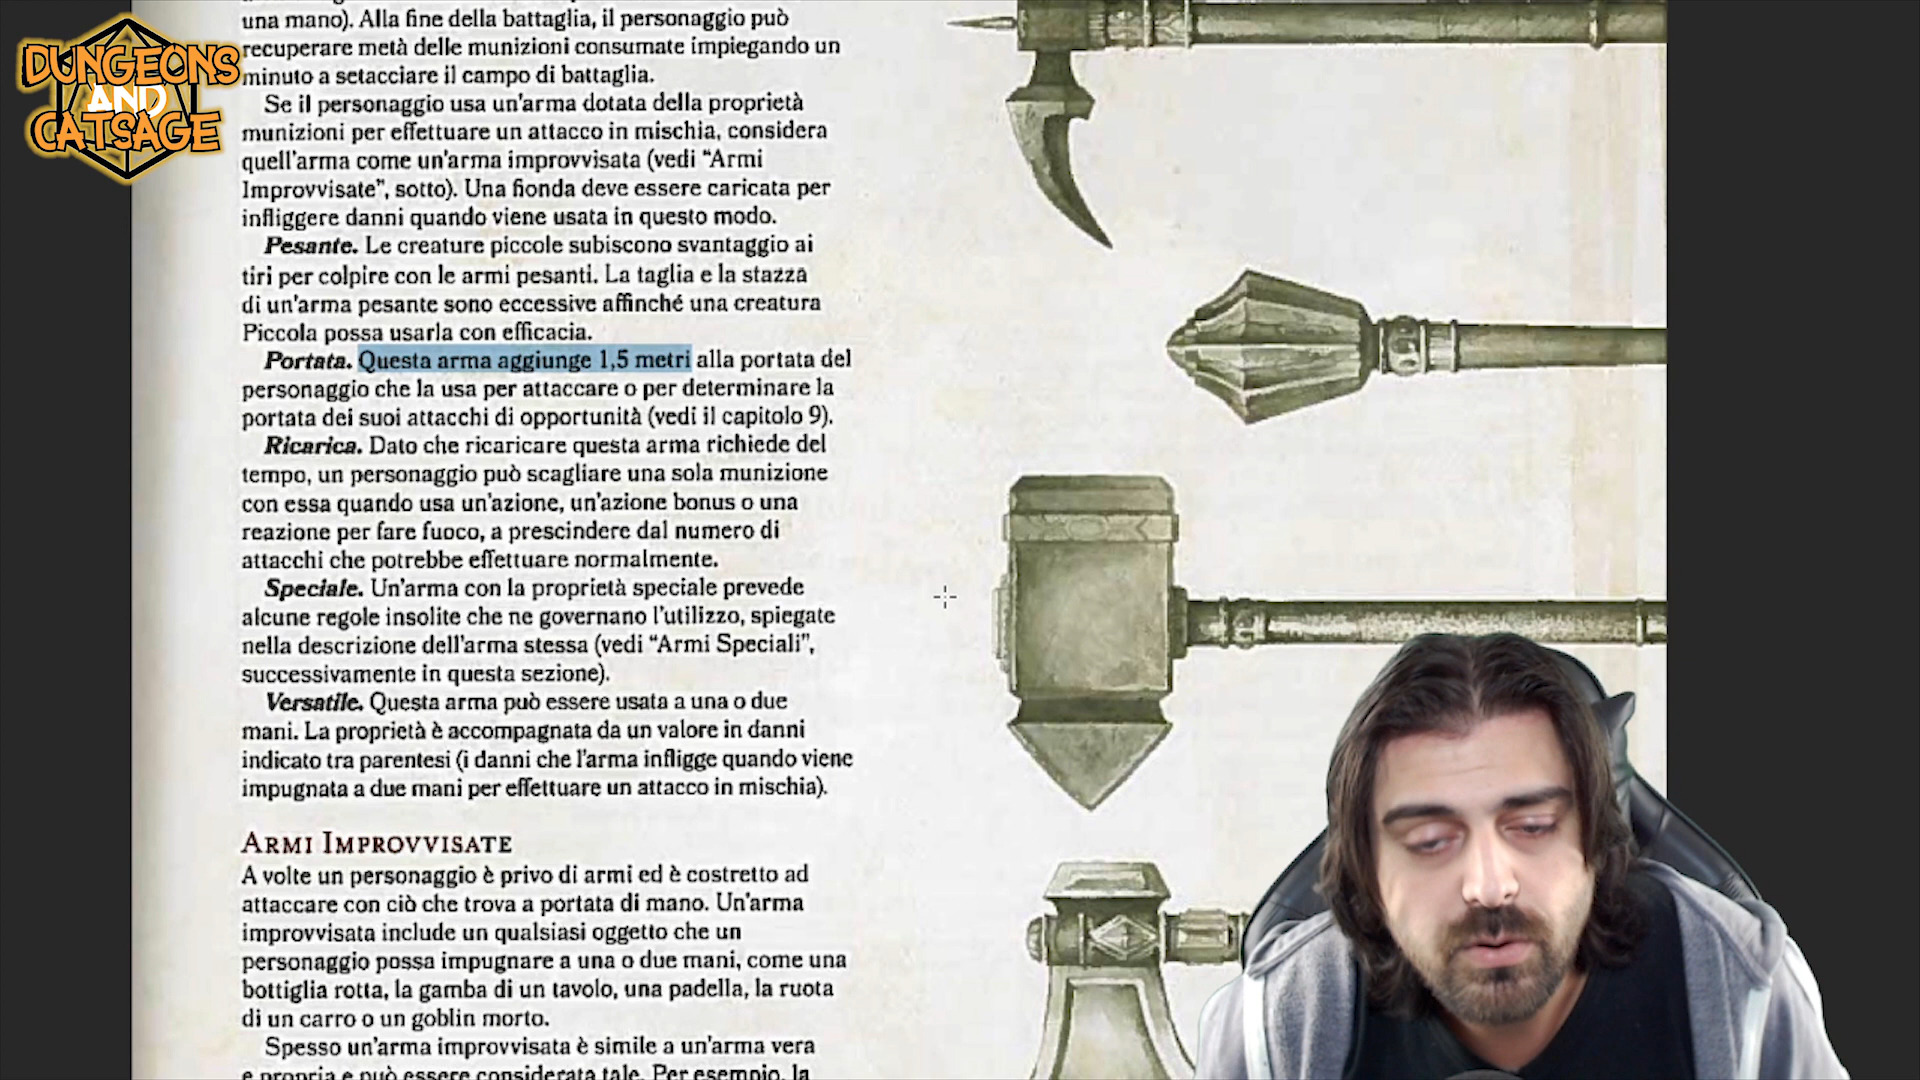 DUNGEONS
AND
CATSAGE
una mano). Alla fine della battaglia, il personaggio può
recuperare metà delle munizioni consumate impiegando un
minuto a setacciare il campo di battaglia.
Se il personaggio usa un'arma dotata della proprietà
munizioni per effettuare un attacco in mischia, considera
quell'arma come un'arma improvvisata (vedi “Armi
Improvvisate”, sotto). Una fionda deve essere caricata per
infliggere danni quando viene usata in questo modo.
Pesante. Le creature piccole subiscono svantaggio ai
tiri per colpire con le armi pesanti. La taglia e la stazza
di un'arma pesante sono eccessive affinché una creatura
Piccola possa usarla con efficacia.
Portata. Questa arma aggiunge 1,5 metri alla portata del
personaggio che la usa per attaccare o per determinare la
portata dei suoi attacchi di opportunità (vedi il capitolo 9).
Ricarica. Dato che ricaricare questa arma richiede del
tempo, un personaggio può scagliare una sola munizione
con essa quando usa un'azione, un'azione bonus o una
reazione per fare fuoco, a prescindere dal numero di
attacchi che potrebbe effettuare normalmente.
Speciale. Un'arma con la proprietà speciale prevede
alcune regole insolite che ne governano l'utilizzo, spiegate
nella descrizione dell'arma stessa (vedi “Armi Speciali”,
successivamente in questa sezione).
Versatile. Questa arma può essere usata a una o due
mani. La proprietà è accompagnata da un valore in danni
indicato tra parentesi (i danni che l'arma infligge quando viene
impugnata a due mani per effettuare un attacco in mischia).
ARMI IMPROVVISATE
A volte un personaggio è privo di armi ed è costretto ad
attaccare con ciò che trova a portata di mano. Un'arma
improvvisata include un qualsiasi oggetto che un
personaggio possa impugnare a una o due mani, come una
bottiglia rotta, la gamba di un tavolo, una padella, la ruota
di un carro o un goblin morto.
Spesso un'arma improvvisata è simile a un'arma vera
e propria e può essere considerata tale. Per esempio, la